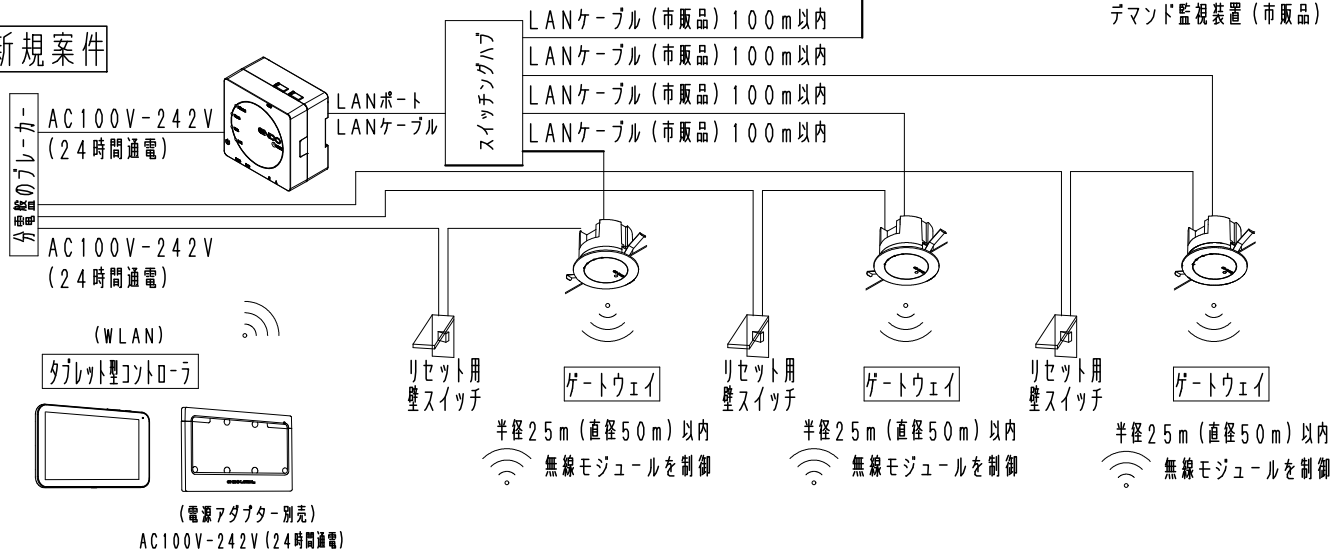 デマンド監視装置(市販品)
新規案件
LANケーブル(市販品)100m以内
LANケーブル(市販品)100m以内
LANケーブル(市販品)100m以内
LANケーブル(市販品)100m以内
スイッチングハブ
LANポート
LANケーブル
分電盤のブレーカー
AC100V-242V
(24時間通電)
AC100V-242V
(24時間通電)
(WLAN)
タブレット型コントローラ
(電源アダプター別売)
AC100V-242V(24時間通電)
リセット用
壁スイッチ
ゲートウェイ
半径25m(直径50m)以内
無線モジュールを制御
リセット用
壁スイッチ
ゲートウェイ
半径25m(直径50m)以内
無線モジュールを制御
リセット用
壁スイッチ
ゲートウェイ
半径25m(直径50m)以内
無線モジュールを制御